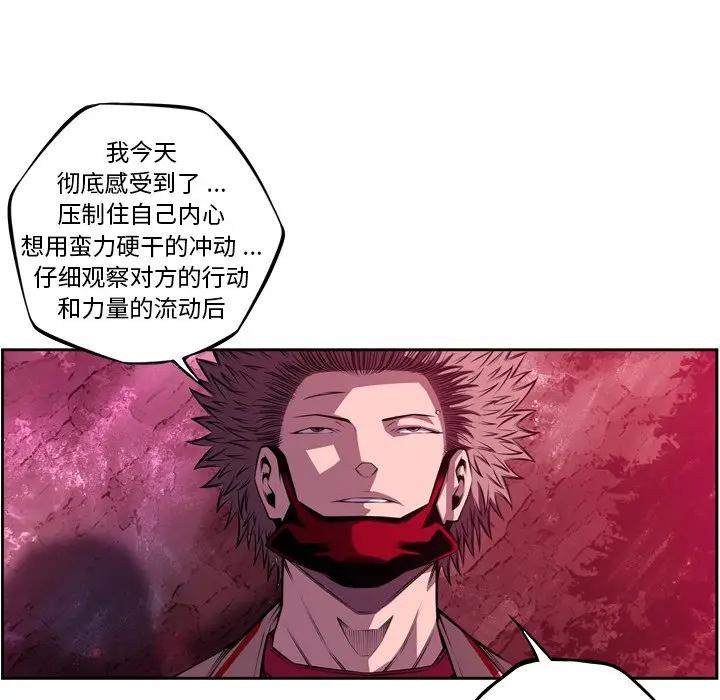 我今天
彻底感受到了 ...
压制住自己内心
想用蛮力硬干的冲动 ...
仔细观察对方的行动
和力量的流动后